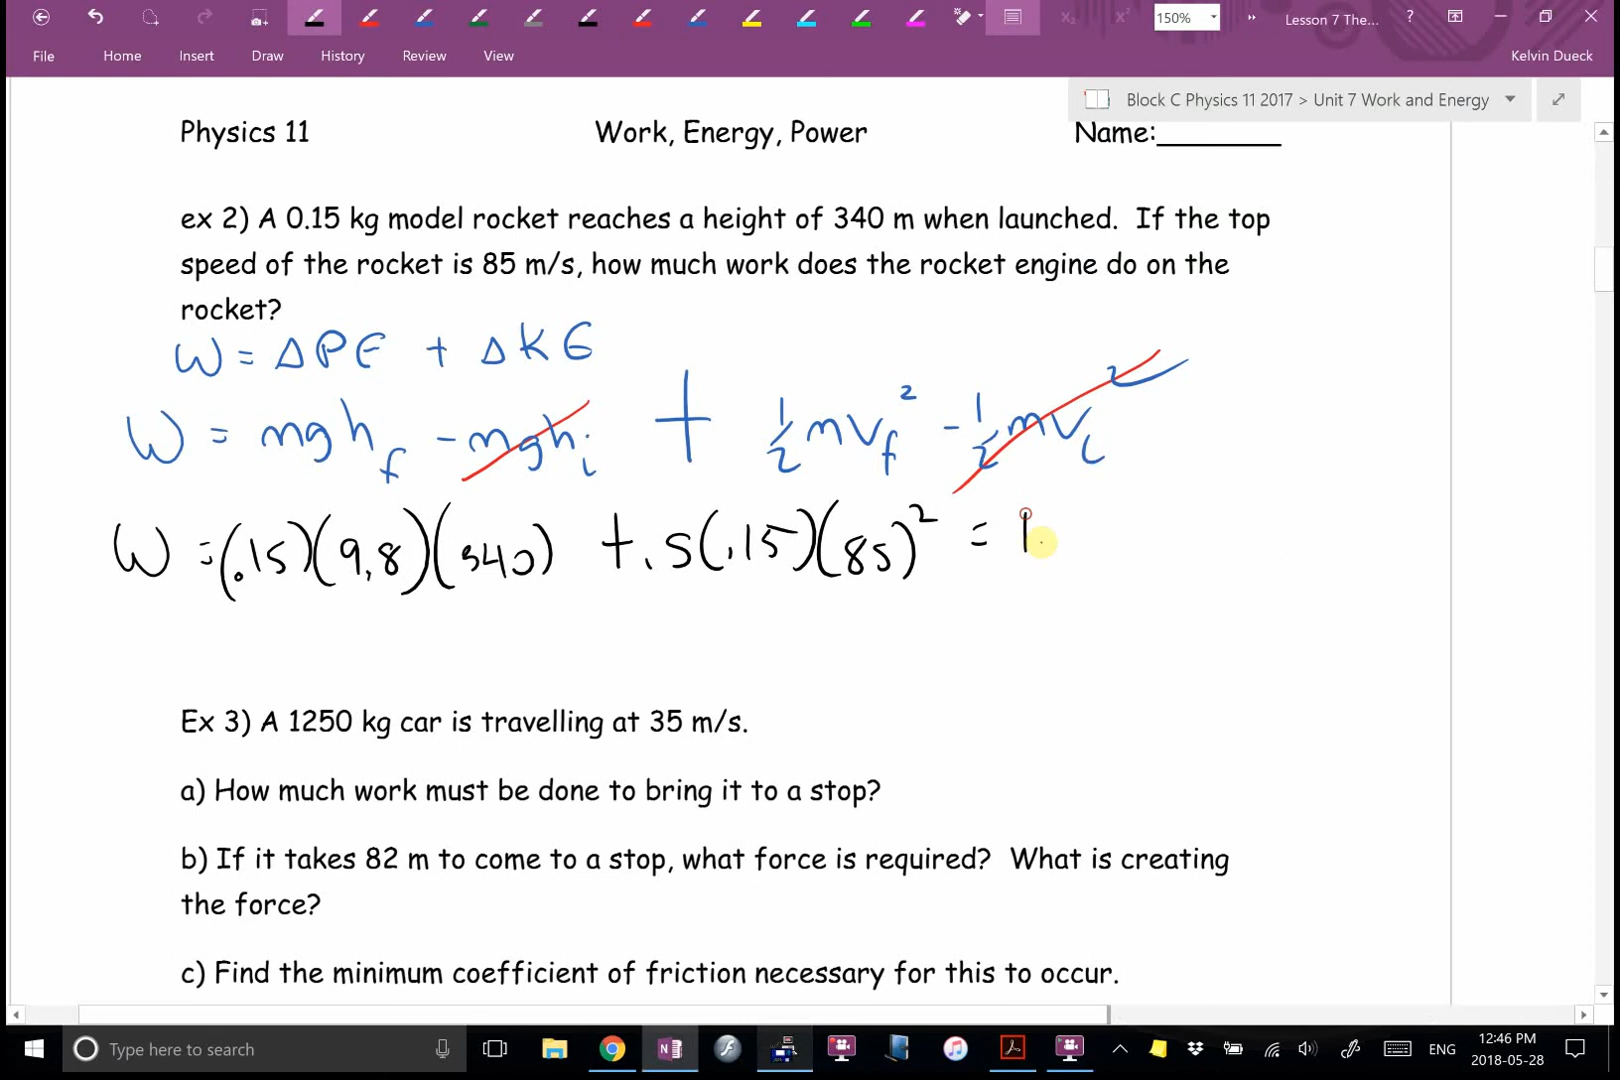 150%
Lesson 7 The...
File Home Insert Draw History Review View
Kelvin Dueck
Block C Physics 11 2017 > Unit 7 Work and Energy
Physics 11 Work, Energy, Power Name:________
ex 2) A 0.15 kg model rocket reaches a height of 340 m when launched. If the top
speed of the rocket is 85 m/s, how much work does the rocket engine do on the
rocket?
W = ΔPE + ΔKE
W = mgh_f - mgh_i + ½mv_f² - ½mv_i²
W = (.15)(9.8)(340) + .5(.15)(85)² = 1
Ex 3) A 1250 kg car is travelling at 35 m/s.
a) How much work must be done to bring it to a stop?
b) If it takes 82 m to come to a stop, what force is required? What is creating
the force?
c) Find the minimum coefficient of friction necessary for this to occur.
Type here to search
ENG
12:46 PM
2018-05-28